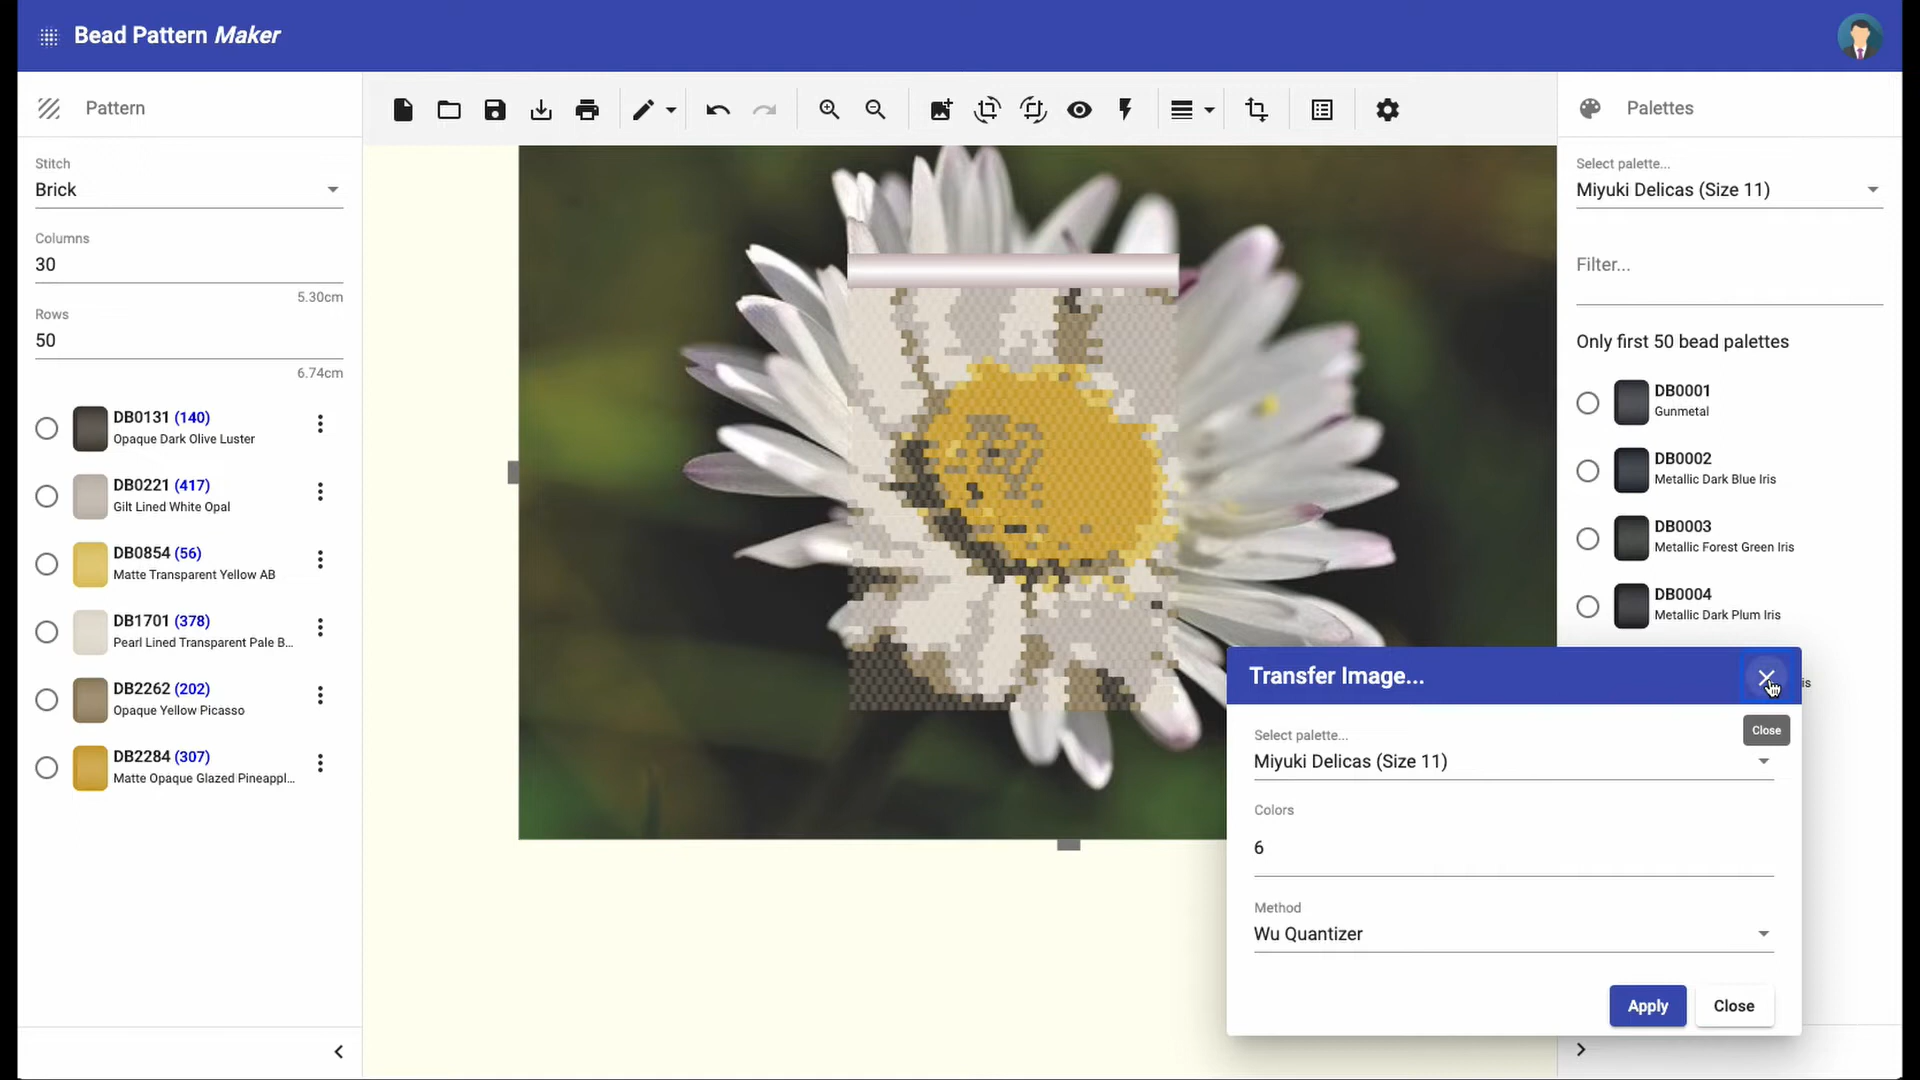 Bead Pattern Maker
Pattern
Palettes
Stitch
Brick
Columns
30
5.30cm
Rows
50
6.74cm
DB0131 (140)
Opaque Dark Olive Luster
DB0221 (417)
Gilt Lined White Opal
DB0854 (56)
Matte Transparent Yellow AB
DB1701 (378)
Pearl Lined Transparent Pale B...
DB2262 (202)
Opaque Yellow Picasso
DB2284 (307)
Matte Opaque Glazed Pineappl...
Select palette...
Miyuki Delicas (Size 11)
Filter...
Only first 50 bead palettes
DB0001
Gunmetal
DB0002
Metallic Dark Blue Iris
DB0003
Metallic Forest Green Iris
DB0004
Metallic Dark Plum Iris
is
Transfer Image...
Close
Select palette...
Miyuki Delicas (Size 11)
Colors
6
Method
Wu Quantizer
Apply
Close